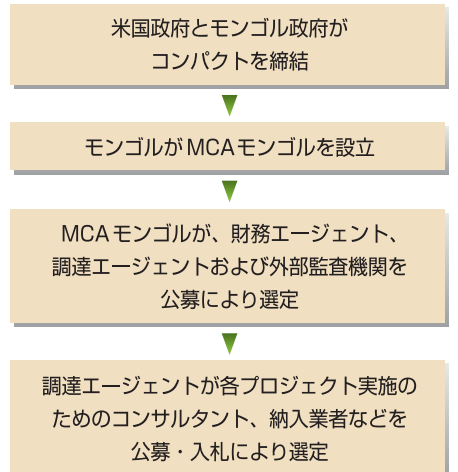 米国政府とモンゴル政府が
コンパクトを締結
モンゴルがMCAモンゴルを設立
MCAモンゴルが、財務エージェント、
調達エージェントおよび外部監査機関を
公募により選定
調達エージェントが各プロジェクト実施の
ためのコンサルタント、納入業者などを
公募・入札により選定